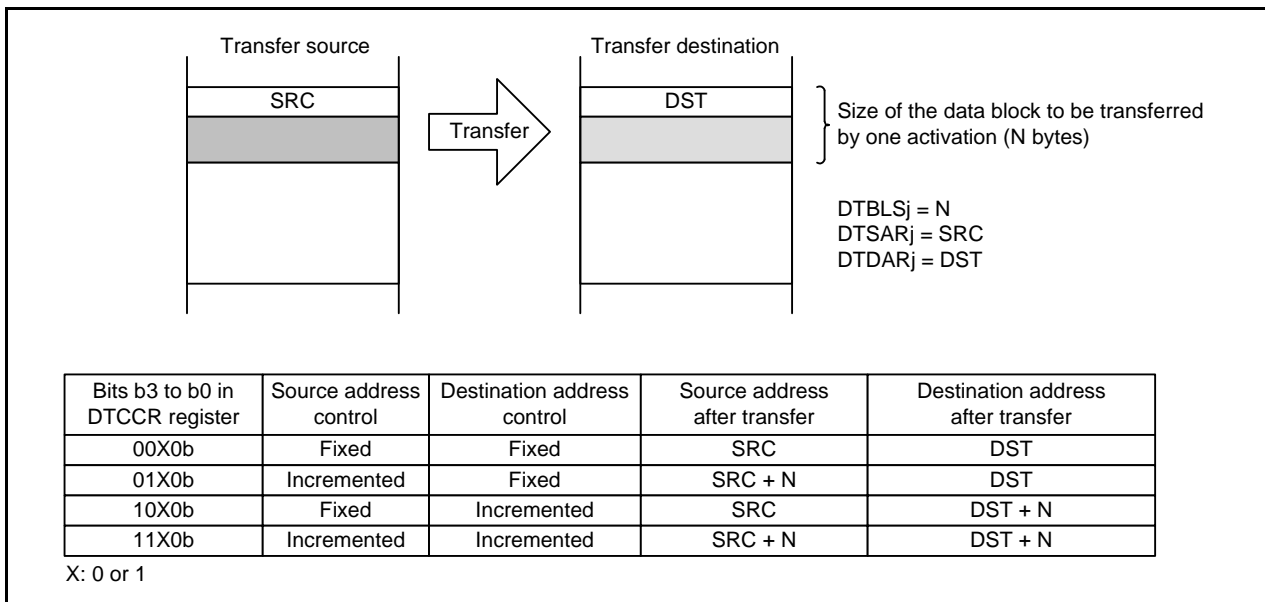 Transfer source
Transfer destination
SRC
DST
Transfer
Size of the data block to be transferred
by one activation (N bytes)
DTBLSj = N
DTSARj = SRC
DTDARj = DST
Bits b3 to b0 in
DTCCR register
Source address
control
Destination address
control
Source address
after transfer
Destination address
after transfer
00X0b Fixed Fixed SRC DST
01X0b Incremented Fixed SRC + N DST
10X0b Fixed Incremented SRC DST + N
11X0b Incremented Incremented SRC + N DST + N
X: 0 or 1